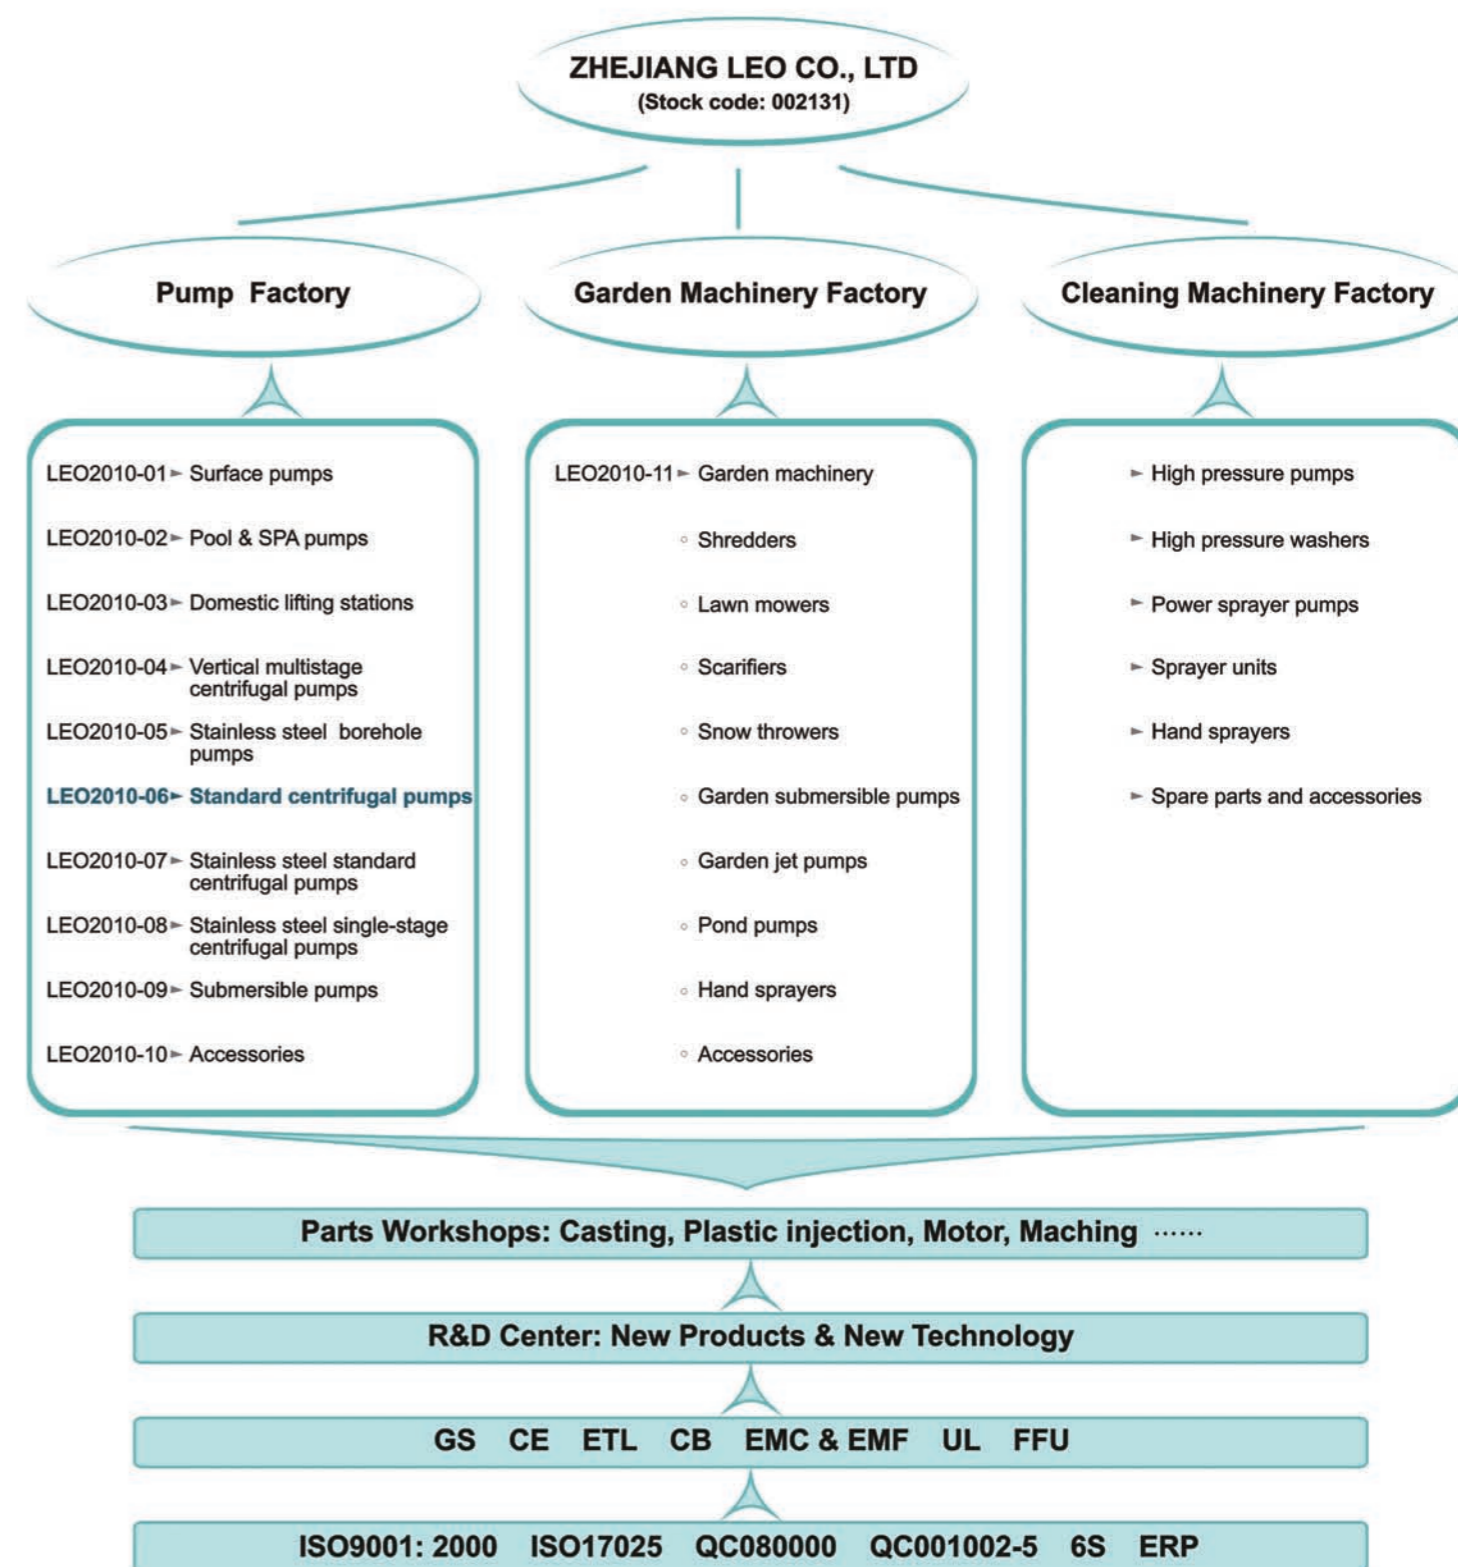 ZHEJIANG LEO CO., LTD
(Stock code: 002131)
Pump Factory
Garden Machinery Factory
Cleaning Machinery Factory
LEO2010-01 ► Surface pumps
LEO2010-02 ► Pool & SPA pumps
LEO2010-03 ► Domestic lifting stations
LEO2010-04 ► Vertical multistage
centrifugal pumps
LEO2010-05 ► Stainless steel borehole
pumps
LEO2010-06 ► Standard centrifugal pumps
LEO2010-07 ► Stainless steel standard
centrifugal pumps
LEO2010-08 ► Stainless steel single-stage
centrifugal pumps
LEO2010-09 ► Submersible pumps
LEO2010-10 ► Accessories
LEO2010-11 ► Garden machinery
◦ Shredders
◦ Lawn mowers
◦ Scarifiers
◦ Snow throwers
◦ Garden submersible pumps
◦ Garden jet pumps
◦ Pond pumps
◦ Hand sprayers
◦ Accessories
► High pressure pumps
► High pressure washers
► Power sprayer pumps
► Sprayer units
► Hand sprayers
► Spare parts and accessories
Parts Workshops: Casting, Plastic injection, Motor, Maching ······
R&D Center: New Products & New Technology
GS CE ETL CB EMC & EMF UL FFU
ISO9001: 2000 ISO17025 QC080000 QC001002-5 6S ERP